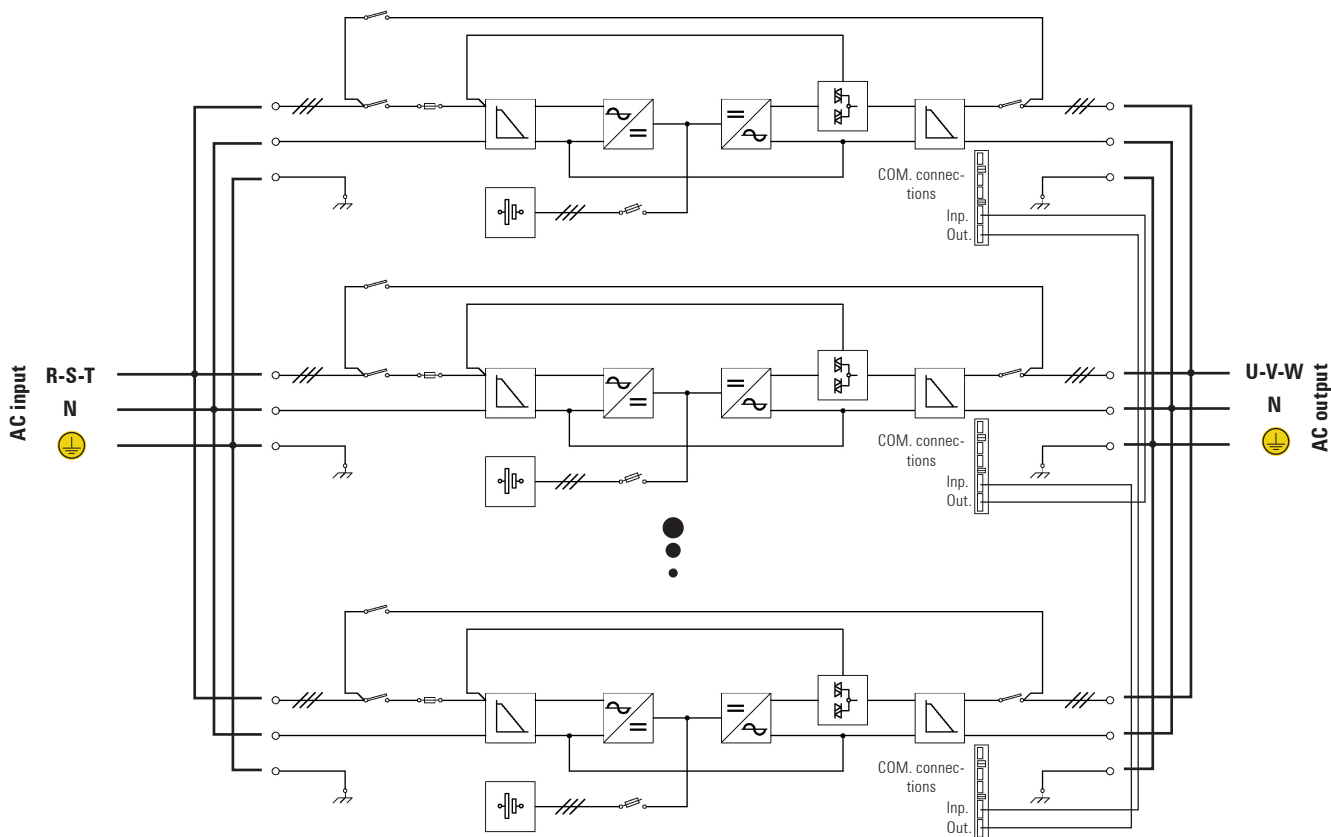 COM. connec-
tions
Inp.
Out.
AC input
R-S-T
N
U-V-W
N
AC output
COM. connec-
tions
Inp.
Out.
COM. connec-
tions
Inp.
Out.